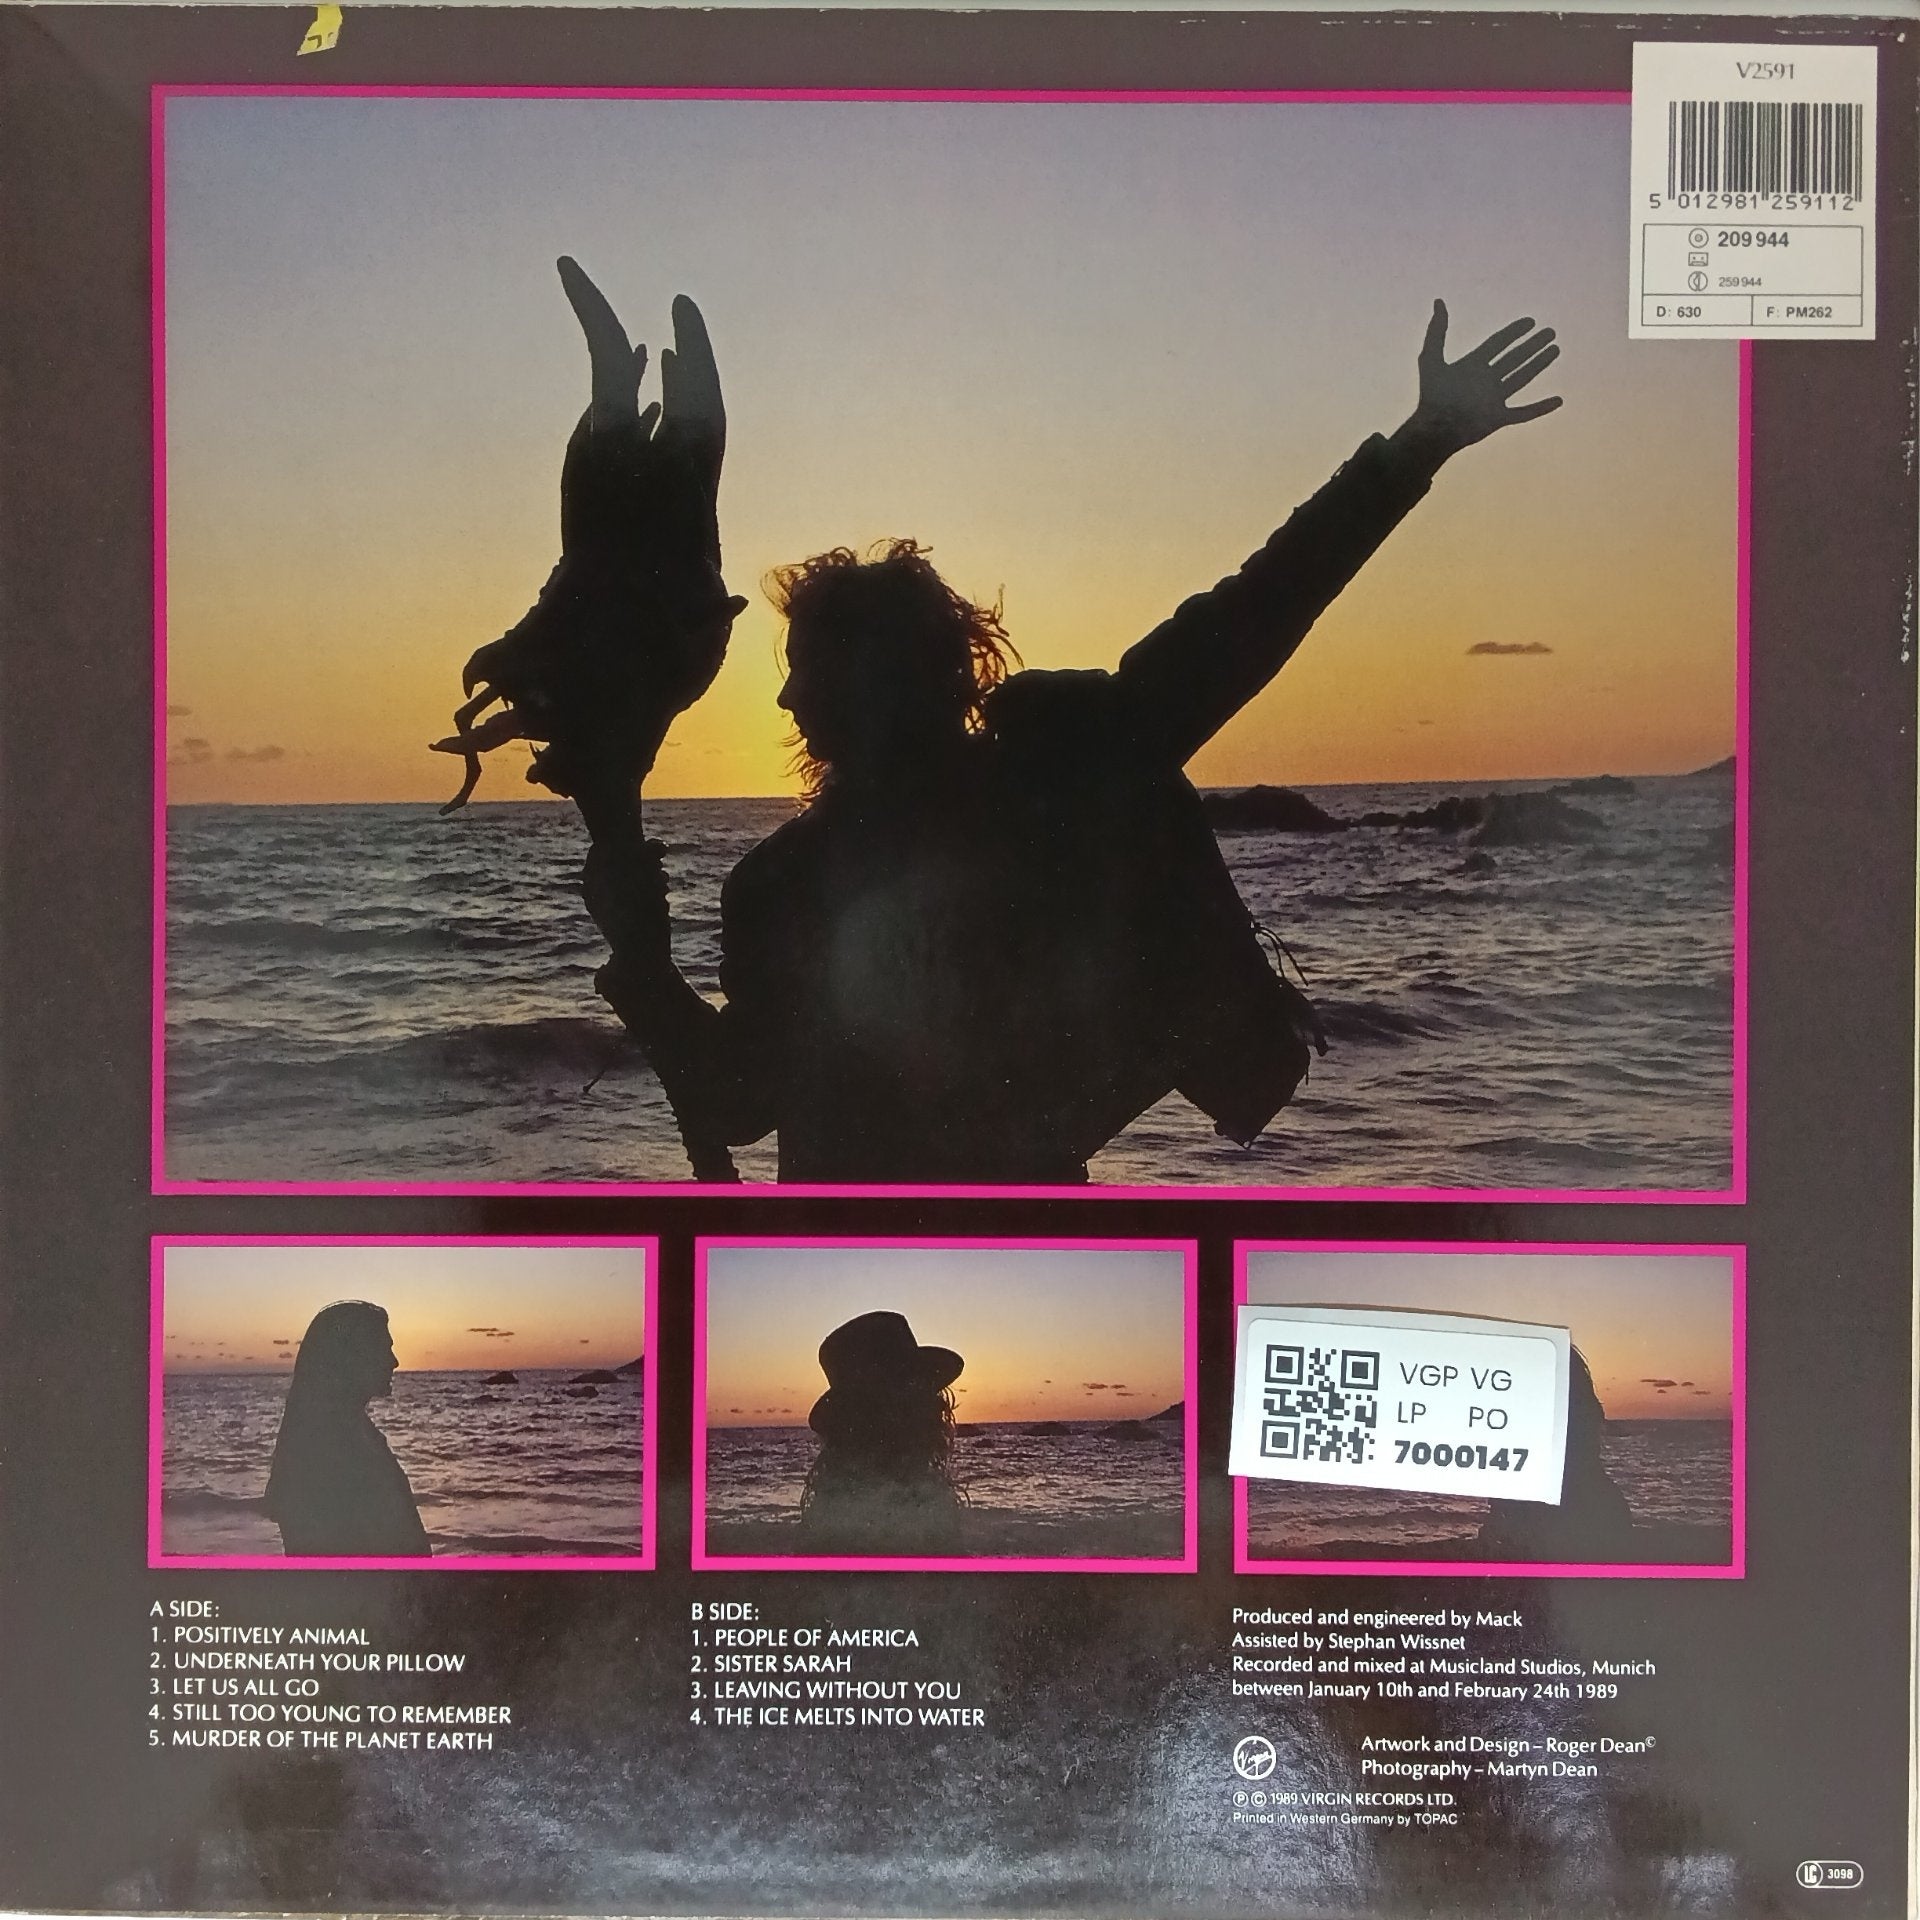 V2591
5 012981 259112
209 944
259 944
D: 630 F: PM262
VGP VG
LP PO
7000147
A SIDE:
1. POSITIVELY ANIMAL
2. UNDERNEATH YOUR PILLOW
3. LET US ALL GO
4. STILL TOO YOUNG TO REMEMBER
5. MURDER OF THE PLANET EARTH
B SIDE:
1. PEOPLE OF AMERICA
2. SISTER SARAH
3. LEAVING WITHOUT YOU
4. THE ICE MELTS INTO WATER
Produced and engineered by Mack
Assisted by Stephan Wissnet
Recorded and mixed at Musicland Studios, Munich
between January 10th and February 24th 1989
Virgin
Artwork and Design – Roger Dean©
Photography – Martyn Dean
℗ © 1989 VIRGIN RECORDS LTD.
Printed in Western Germany by TOPAC
LC 3098